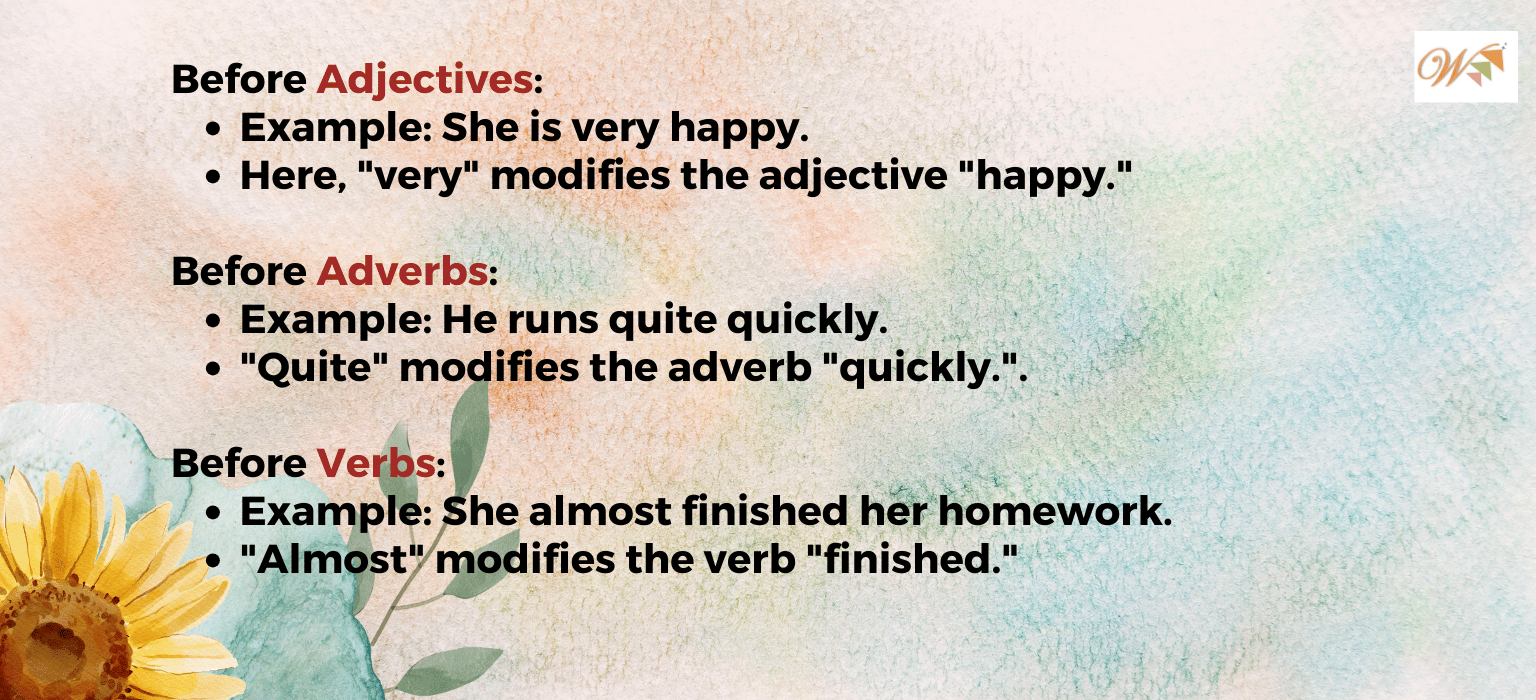 W
Before Adjectives:
• Example: She is very happy.
• Here, "very" modifies the adjective "happy."
Before Adverbs:
• Example: He runs quite quickly.
• "Quite" modifies the adverb "quickly.".
Before Verbs:
• Example: She almost finished her homework.
• "Almost" modifies the verb "finished."